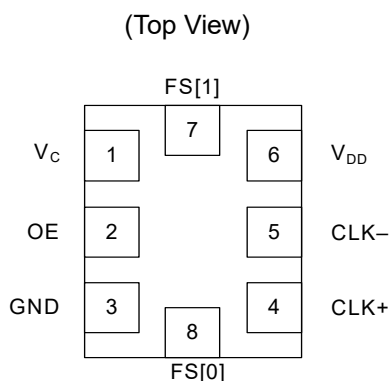 (Top View)
FS[1]
7
V_C 1 6 V_DD
OE 2 5 CLK–
GND 3 4 CLK+
8
FS[0]